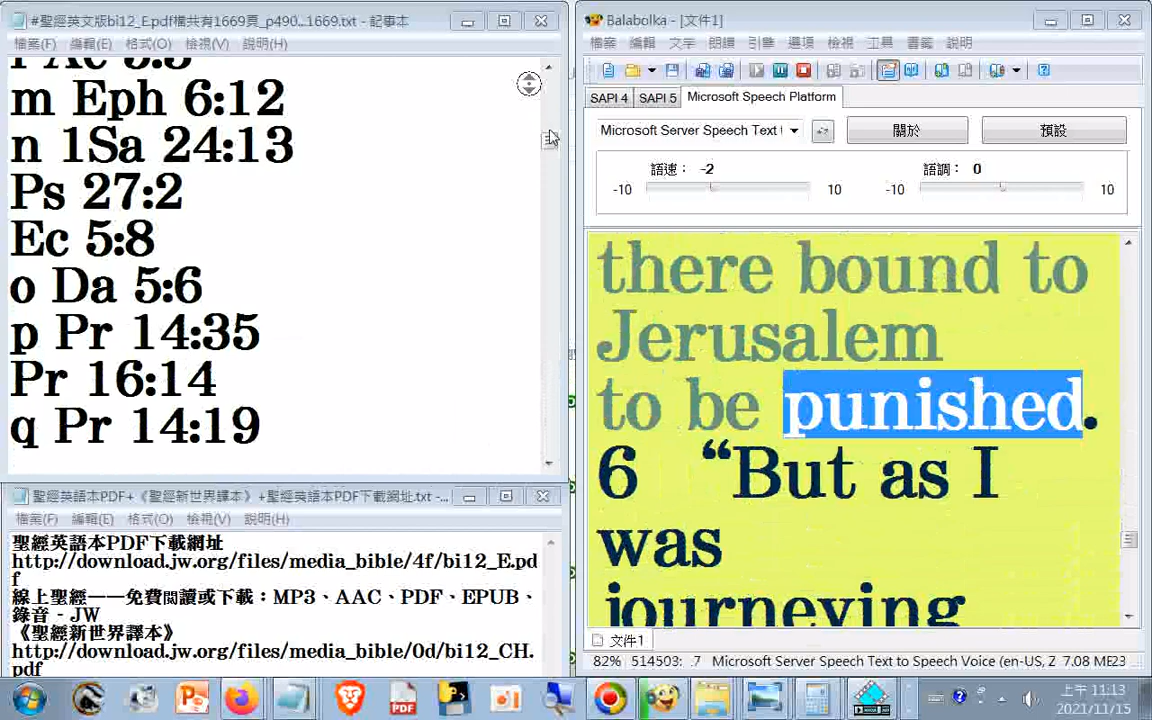 #聖經英文版bi12_E.pdf檔共有1669頁_p490...1669.txt - 記事本
檔案(F) 編輯(E) 格式(O) 檢視(V) 說明(H)
m Eph 6:12
n 1Sa 24:13
Ps 27:2
Ec 5:8
o Da 5:6
p Pr 14:35
Pr 16:14
q Pr 14:19
聖經英語本PDF+《聖經新世界譯本》+聖經英語本PDF下載網址.txt - ...
檔案(F) 編輯(E) 格式(O) 檢視(V) 說明(H)
聖經英語本PDF下載網址
http://download.jw.org/files/media_bible/4f/bi12_E.pd
f
線上聖經——免費閱讀或下載：MP3、AAC、PDF、EPUB、
錄音 - JW
《聖經新世界譯本》
http://download.jw.org/files/media_bible/0d/bi12_CH.
pdf
Balabolka - [文件1]
檔案 編輯 文字 朗讀 引擎 選項 檢視 工具 書籤 說明
SAPI 4 SAPI 5 Microsoft Speech Platform
Microsoft Server Speech Text 關於 預設
語速： -2 語調： 0
-10 10 -10 10
there bound to
Jerusalem
to be punished.
6 “But as I
was
journeying
文件1
82% 514503: .7 Microsoft Server Speech Text to Speech Voice (en-US, Z 7.08 ME23 ...
PDF
上午 11:13
2021/11/15